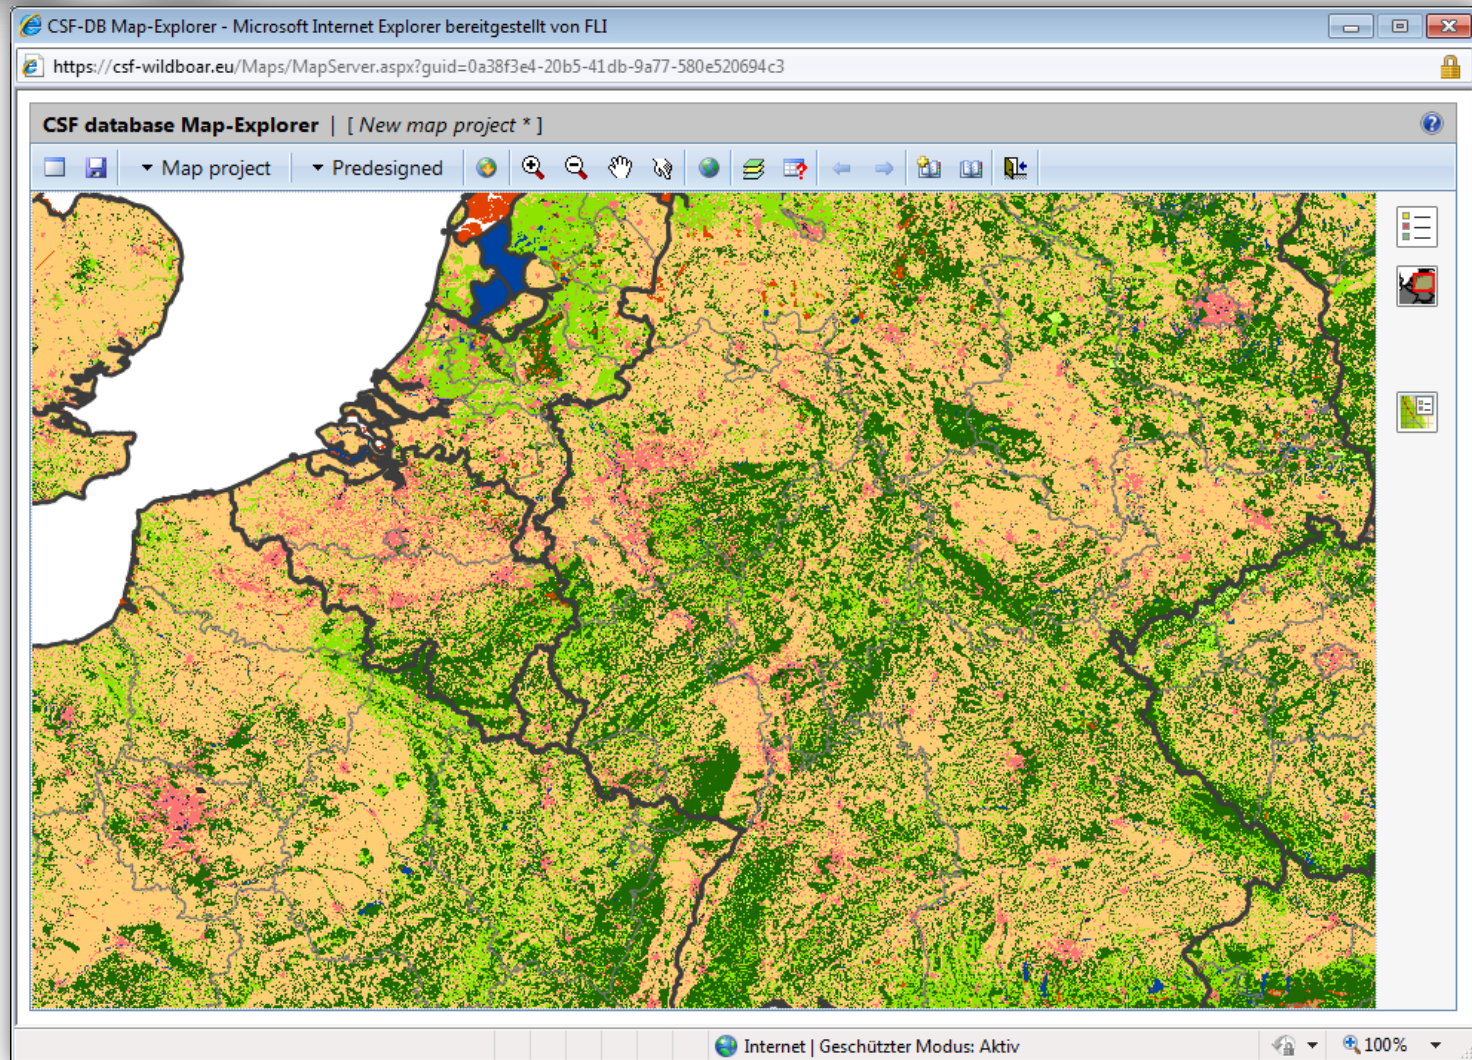 CSF-DB Map-Explorer - Microsoft Internet Explorer bereitgestellt von FLI
https://csf-wildboar.eu/Maps/MapServer.aspx?guid=0a38f3e4-20b5-41db-9a77-580e520694c3
CSF database Map-Explorer | [ New map project * ]
Map project Predesigned
Internet | Geschützter Modus: Aktiv 100%